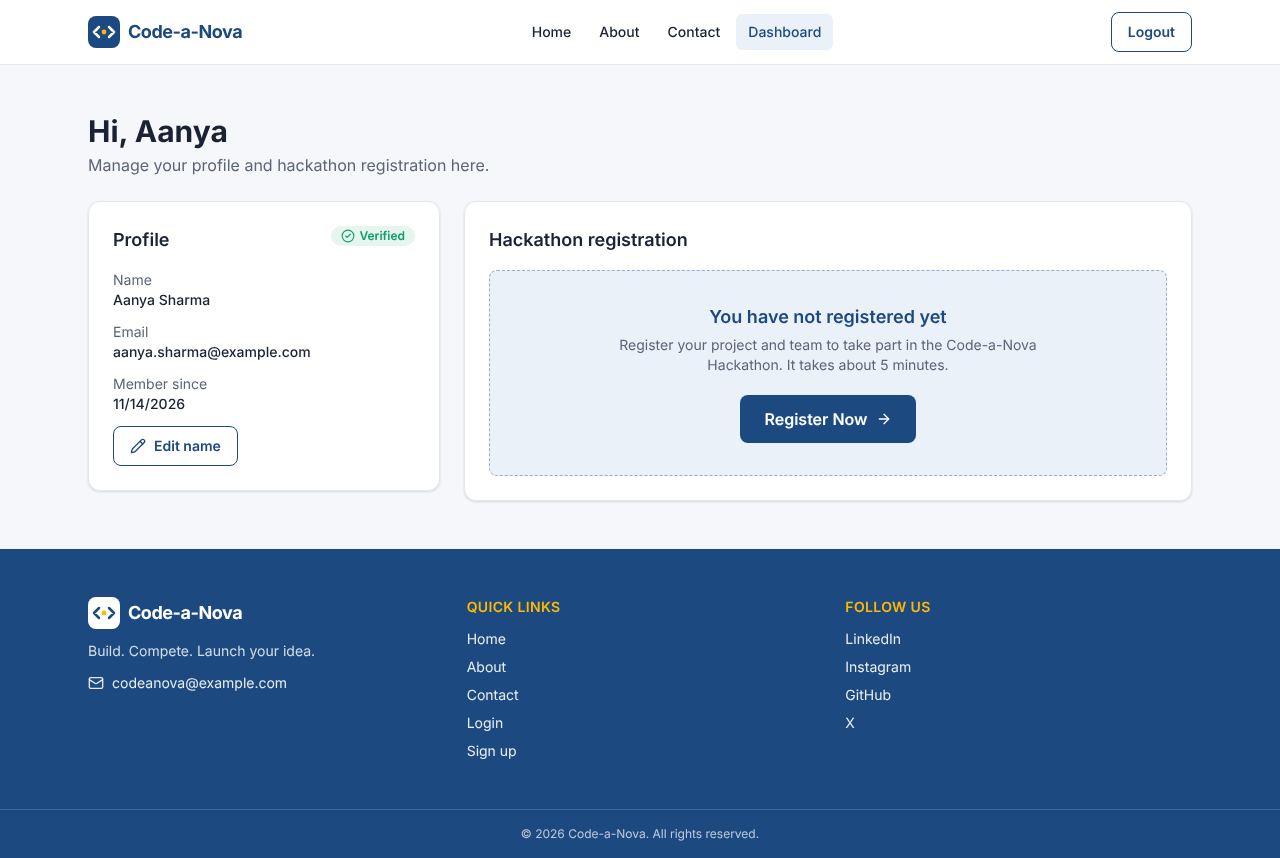 Code-a-Nova
Home
About
Contact
Dashboard
Logout
Hi, Aanya
Manage your profile and hackathon registration here.
Profile
Verified
Name
Aanya Sharma
Email
aanya.sharma@example.com
Member since
11/14/2026
Edit name
Hackathon registration
You have not registered yet
Register your project and team to take part in the Code-a-Nova
Hackathon. It takes about 5 minutes.
Register Now
Code-a-Nova
Build. Compete. Launch your idea.
codeanova@example.com
QUICK LINKS
Home
About
Contact
Login
Sign up
FOLLOW US
LinkedIn
Instagram
GitHub
X
© 2026 Code-a-Nova. All rights reserved.